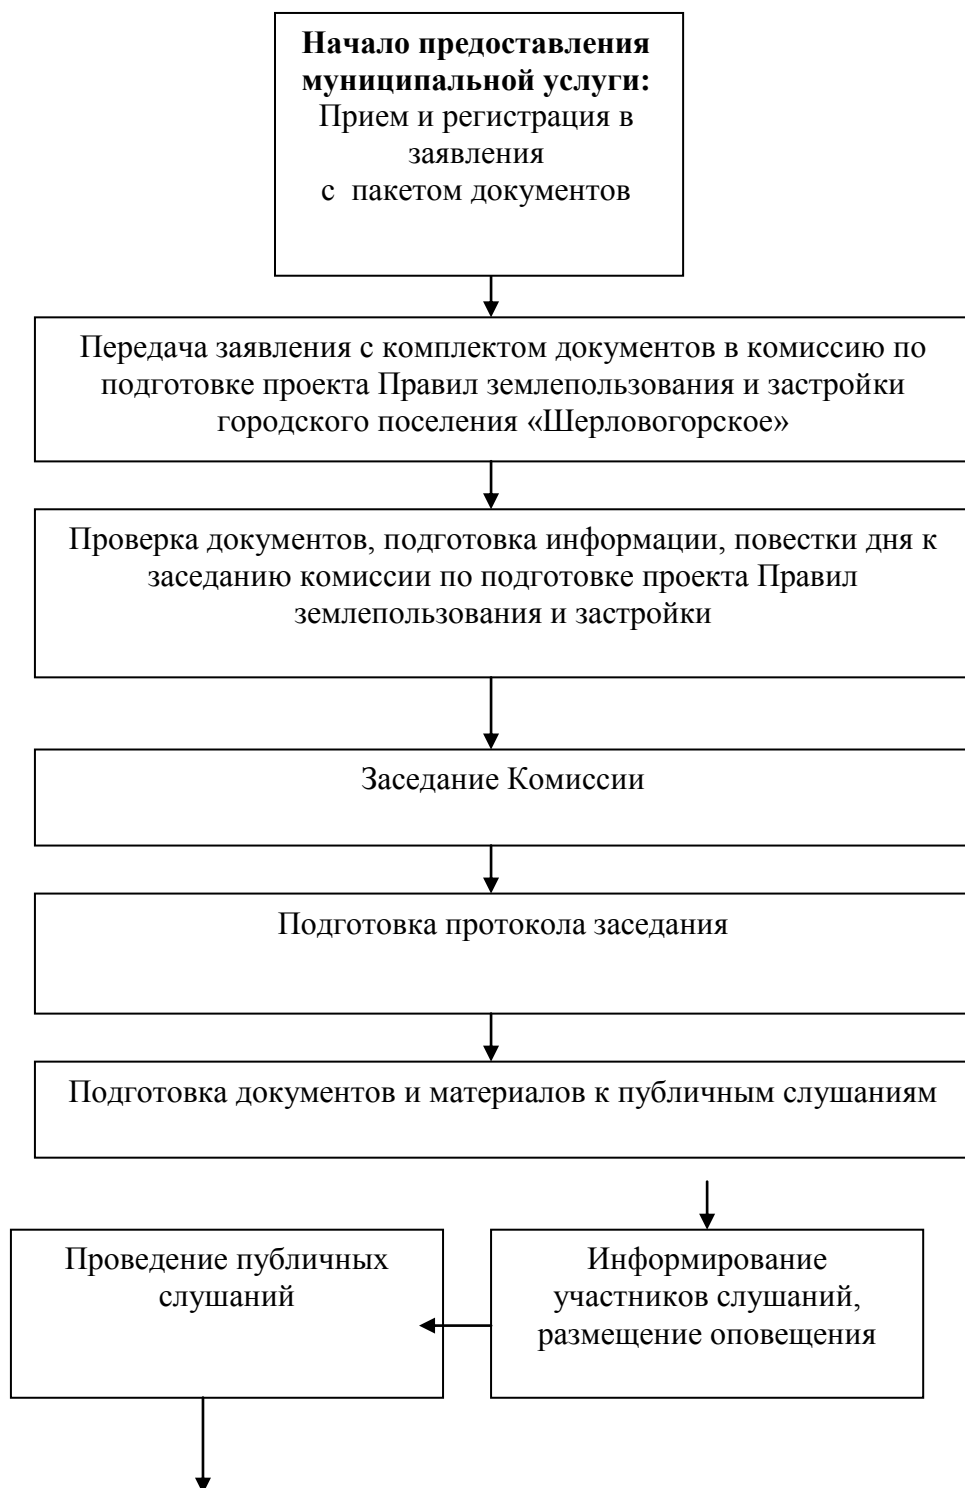 Начало предоставления
муниципальной услуги:
Прием и регистрация в
заявления
с  пакетом документов
Передача заявления с комплектом документов в комиссию по
подготовке проекта Правил землепользования и застройки
городского поселения «Шерловогорское»
Проверка документов, подготовка информации, повестки дня к
заседанию комиссии по подготовке проекта Правил
землепользования и застройки
Заседание Комиссии
Подготовка протокола заседания
Подготовка документов и материалов к публичным слушаниям
Проведение публичных
слушаний
Информирование
участников слушаний,
размещение оповещения